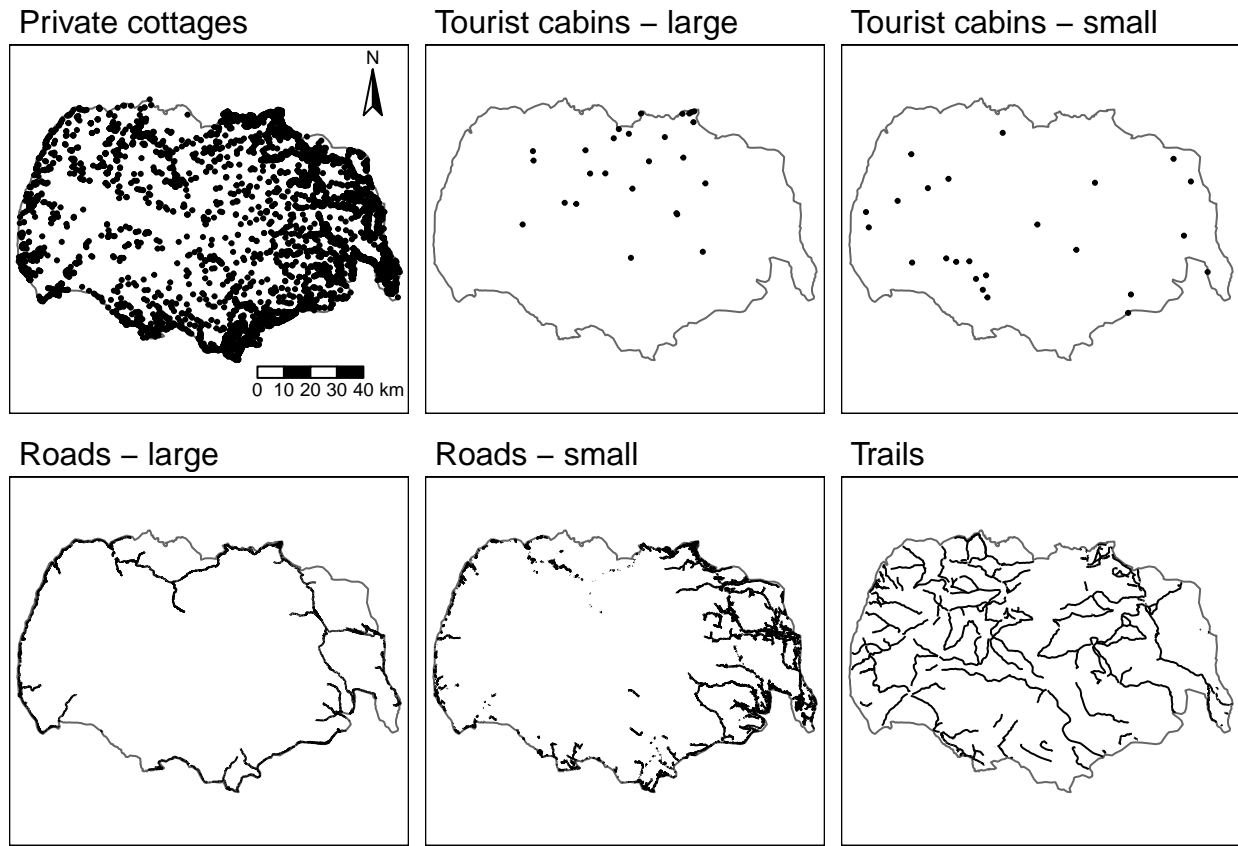 Private cottages
Tourist cabins – large
Tourist cabins – small
N
0 10 20 30 40 km
Roads – large
Roads – small
Trails